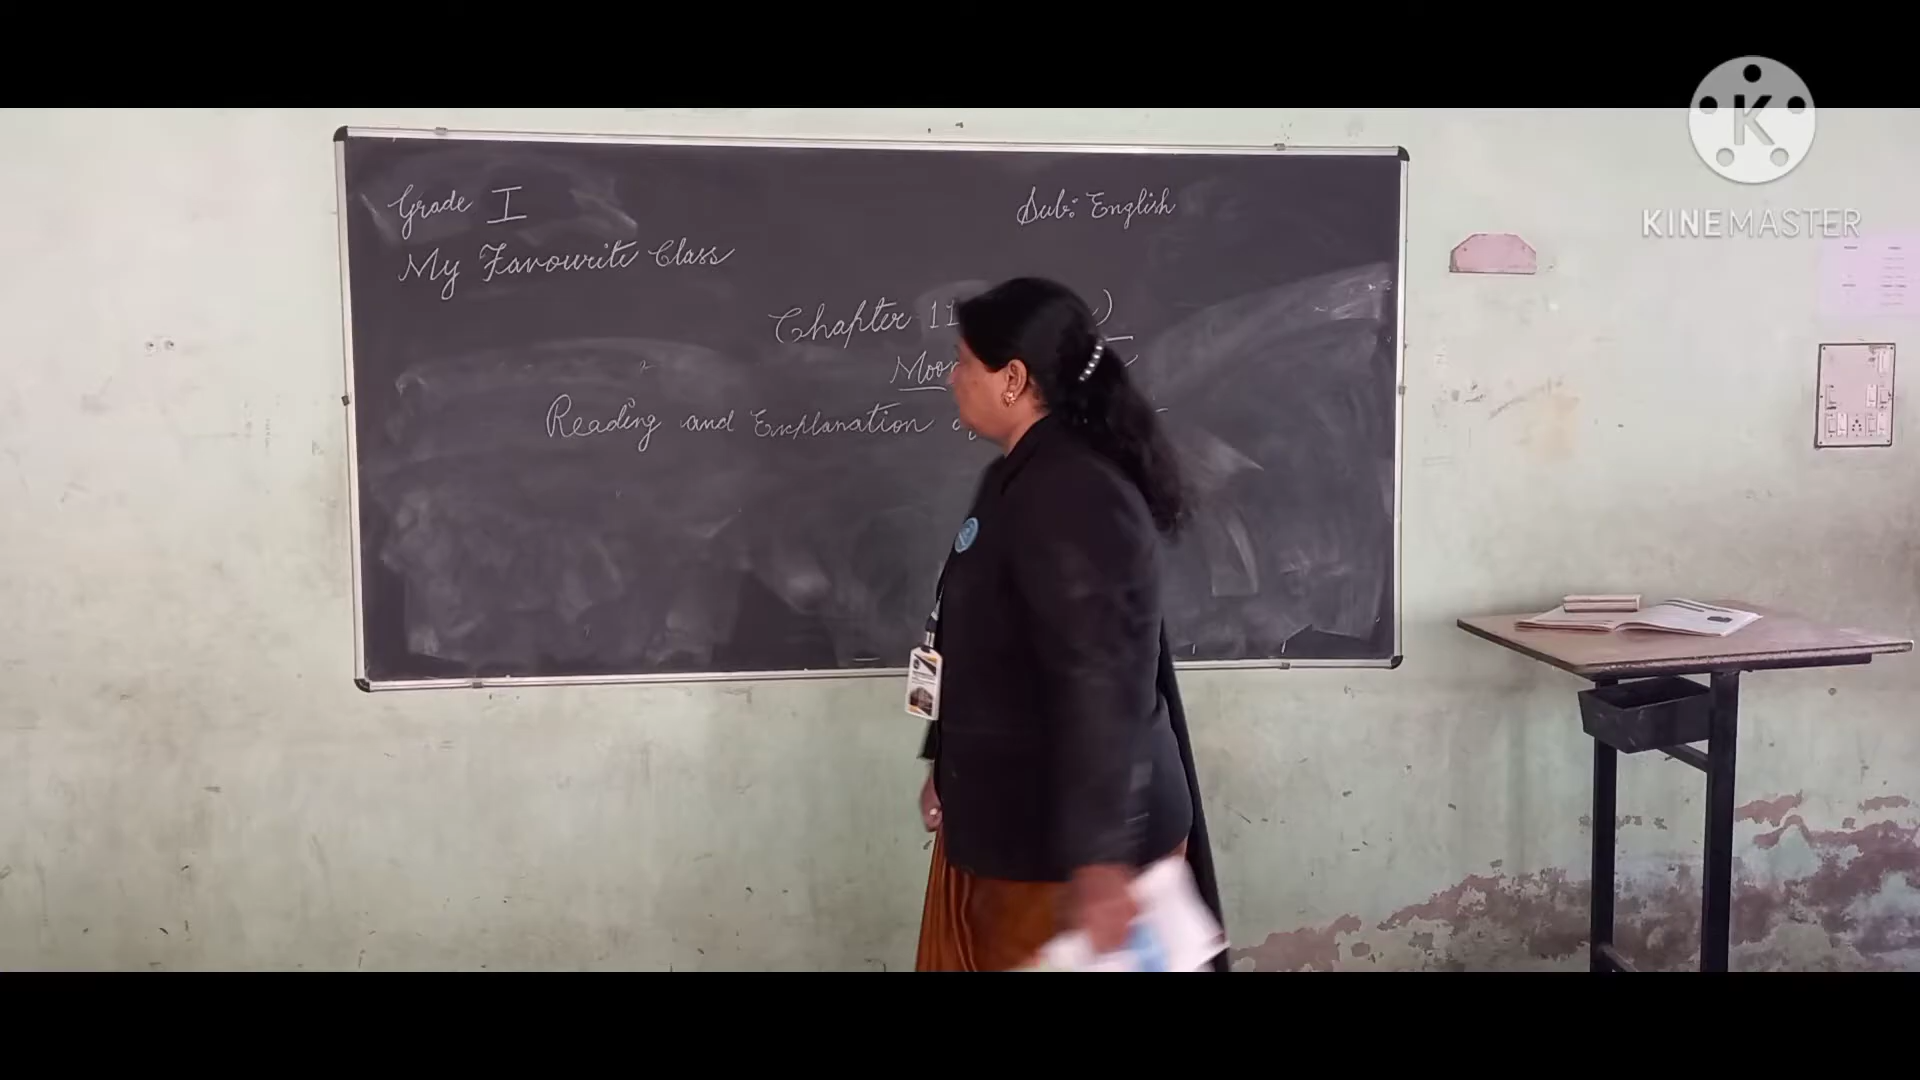 Grade I
Sub: English
My Favourite Class
Chapter 11
Reading and Explanation
K
KINEMASTER